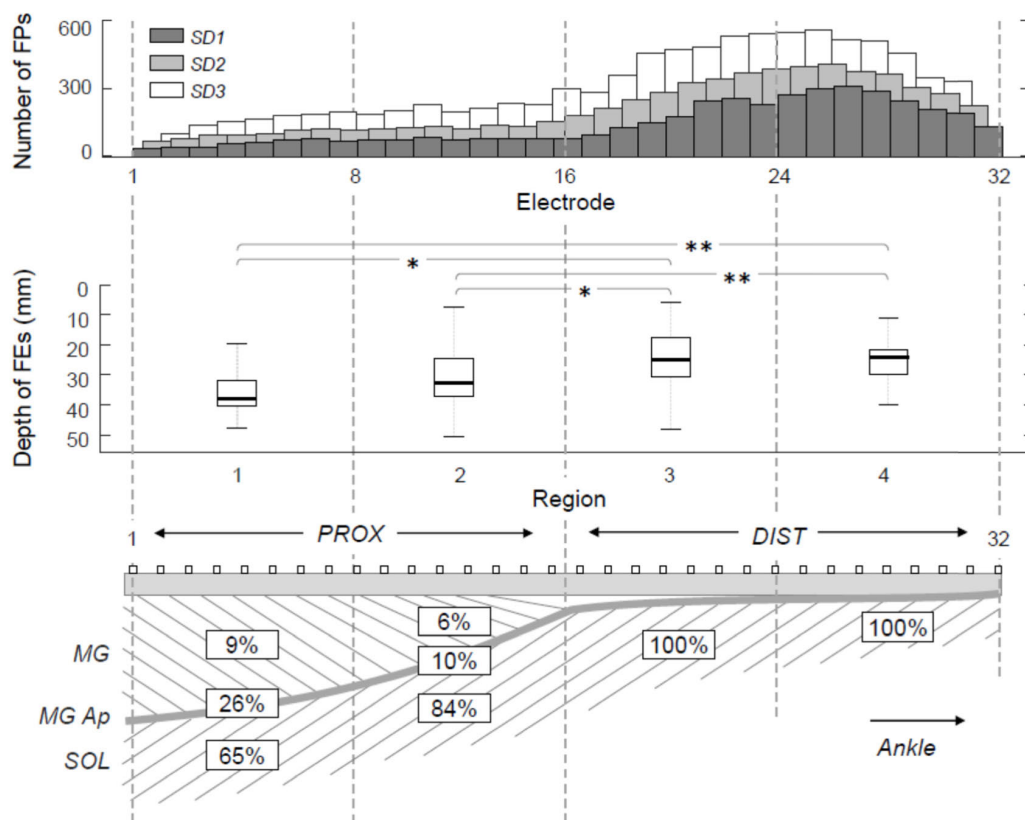 600
300
0
Number of FPs
SD1
SD2
SD3
1 8 16 24 32
Electrode
**
*
**
*
0
10
20
30
40
50
Depth of FEs (mm)
1 2 3 4
Region
1 PROX DIST 32
6%
100%
9%
100%
MG
10%
26%
84%
MG Ap
SOL
65%
Ankle